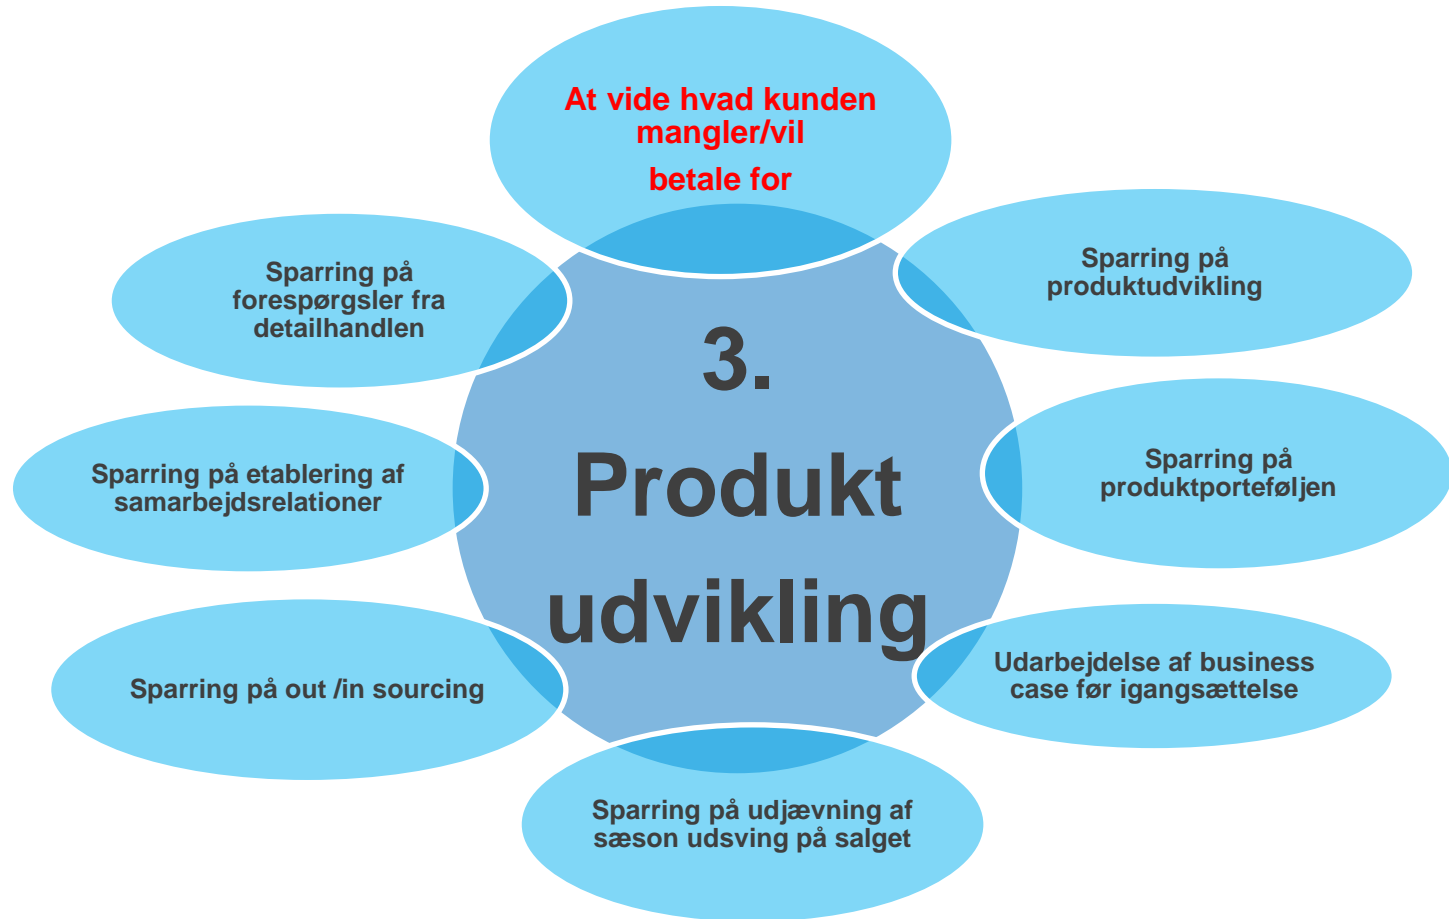 At vide hvad kunden
mangler/vil
betale for
Sparring på
produktudvikling
Sparring på
produktporteføljen
Udarbejdelse af business
case før igangsættelse
Sparring på udjævning af
sæson udsving på salget
Sparring på out /in sourcing
Sparring på etablering af
samarbejdsrelationer
Sparring på
forespørgsler fra
detailhandlen
3.
Produkt
udvikling